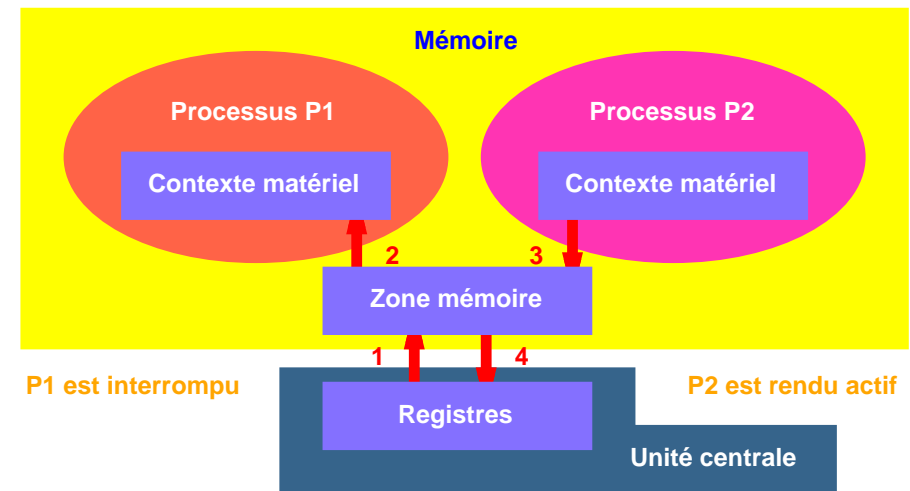 Mémoire
Processus P1
Processus P2
Contexte matériel
Contexte matériel
2
3
Zone mémoire
1
4
P1 est interrompu
P2 est rendu actif
Registres
Unité centrale